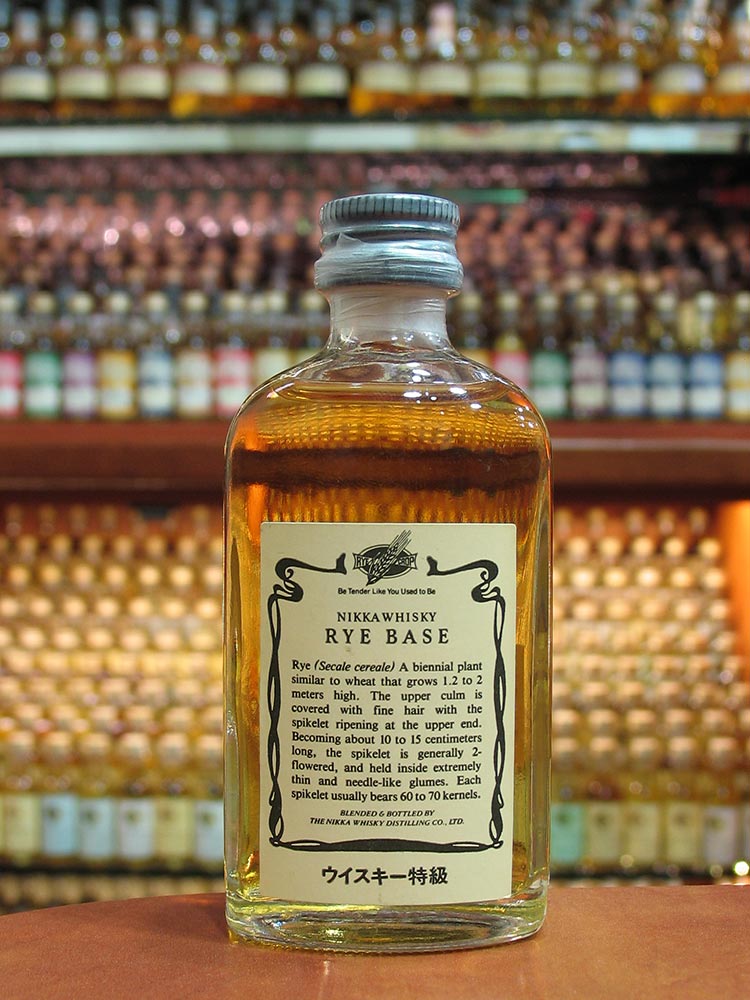 Be Tender Like You Used to Be
NIKKA WHISKY
RYE BASE
Rye (Secale cereale) A biennial plant
similar to wheat that grows 1.2 to 2
meters high. The upper culm is
covered with fine hair with the
spikelet ripening at the upper end.
Becoming about 10 to 15 centimeters
long, the spikelet is generally 2-
flowered, and held inside extremely
thin and needle-like glumes. Each
spikelet usually bears 60 to 70 kernels.
BLENDED & BOTTLED BY
THE NIKKA WHISKY DISTILLING CO., LTD.
ウイスキー特級